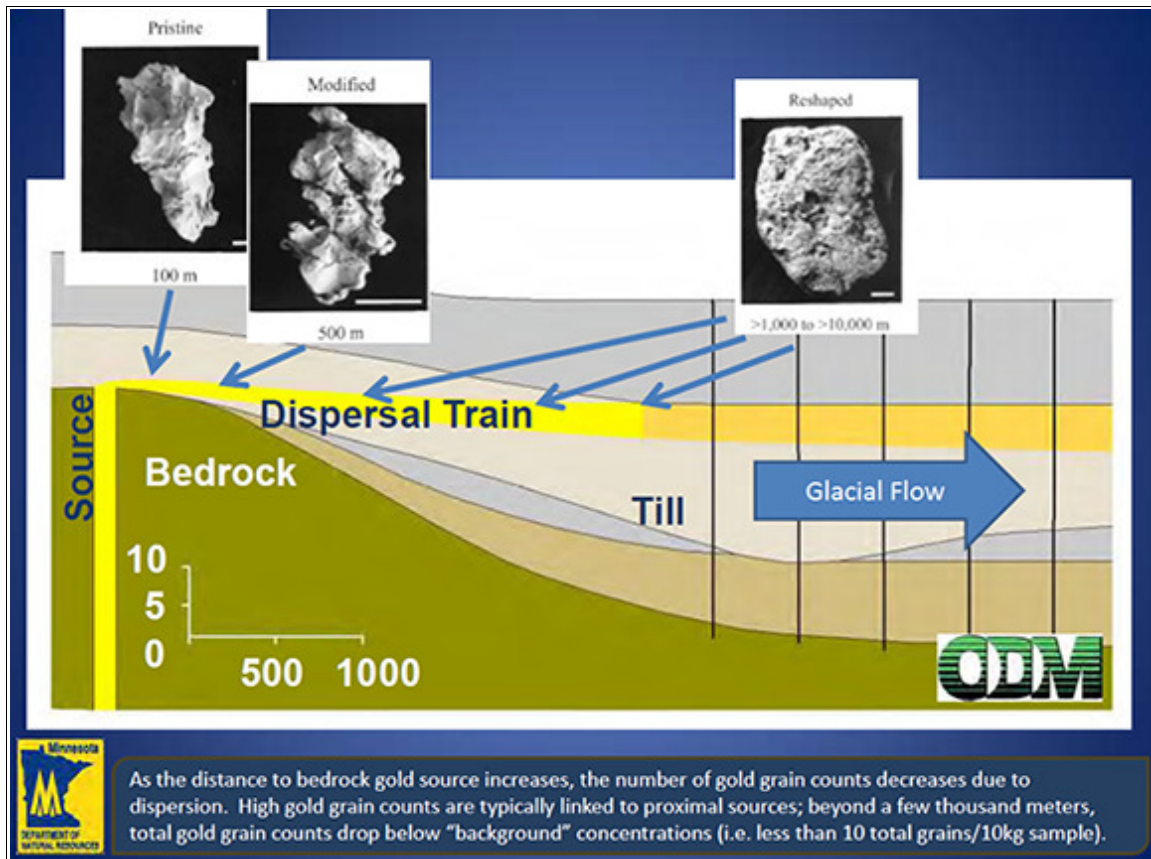 Pristine
100 m
Modified
500 m
Reshaped
>1,000 to >10,000 m
Source
Dispersal Train
Bedrock
Till
Glacial Flow
10
5
0
500 1000
ODM
Minnesota
M
DEPARTMENT OF
NATURAL RESOURCES
As the distance to bedrock gold source increases, the number of gold grain counts decreases due to
dispersion. High gold grain counts are typically linked to proximal sources; beyond a few thousand meters,
total gold grain counts drop below “background” concentrations (i.e. less than 10 total grains/10kg sample).